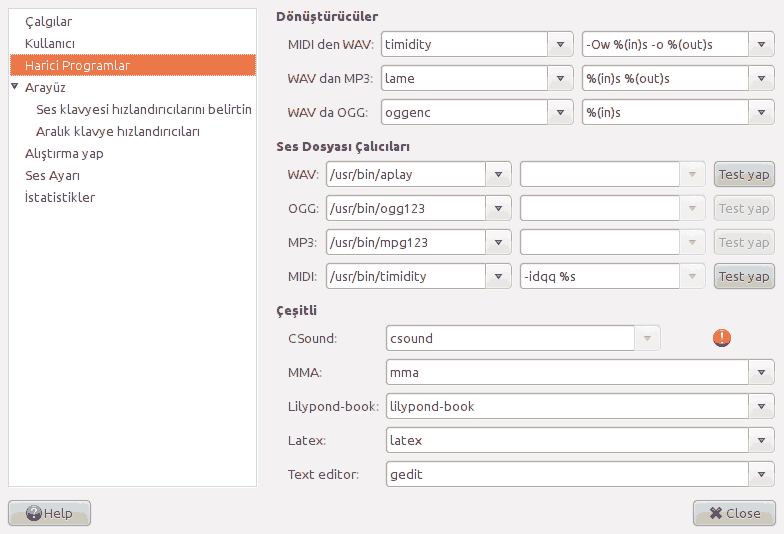 Çalgılar
Kullanıcı
Harici Programlar
Arayüz
Ses klavyesi hızlandırıcılarını belirtin
Aralık klavye hızlandırıcıları
Alıştırma yap
Ses Ayarı
İstatistikler
Dönüştürücüler
MIDI den WAV: timidity -Ow %(in)s -o %(out)s
WAV dan MP3: lame %(in)s %(out)s
WAV da OGG: oggenc %(in)s
Ses Dosyası Çalıcıları
WAV: /usr/bin/aplay Test yap
OGG: /usr/bin/ogg123 Test yap
MP3: /usr/bin/mpg123 Test yap
MIDI: /usr/bin/timidity -idqq %s Test yap
Çeşitli
CSound: csound
MMA: mma
Lilypond-book: lilypond-book
Latex: latex
Text editor: gedit
Help Close